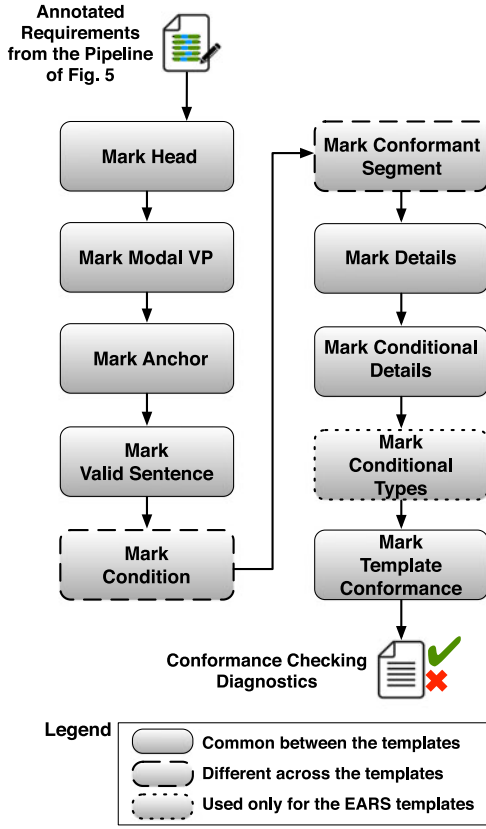 Annotated
Requirements
from the Pipeline
of Fig. 5
Mark Head
Mark Modal VP
Mark Anchor
Mark
Valid Sentence
Mark
Condition
Mark Conformant
Segment
Mark Details
Mark Conditional
Details
Mark
Conditional
Types
Mark
Template
Conformance
Conformance Checking
Diagnostics
Legend
Common between the templates
Different across the templates
Used only for the EARS templates